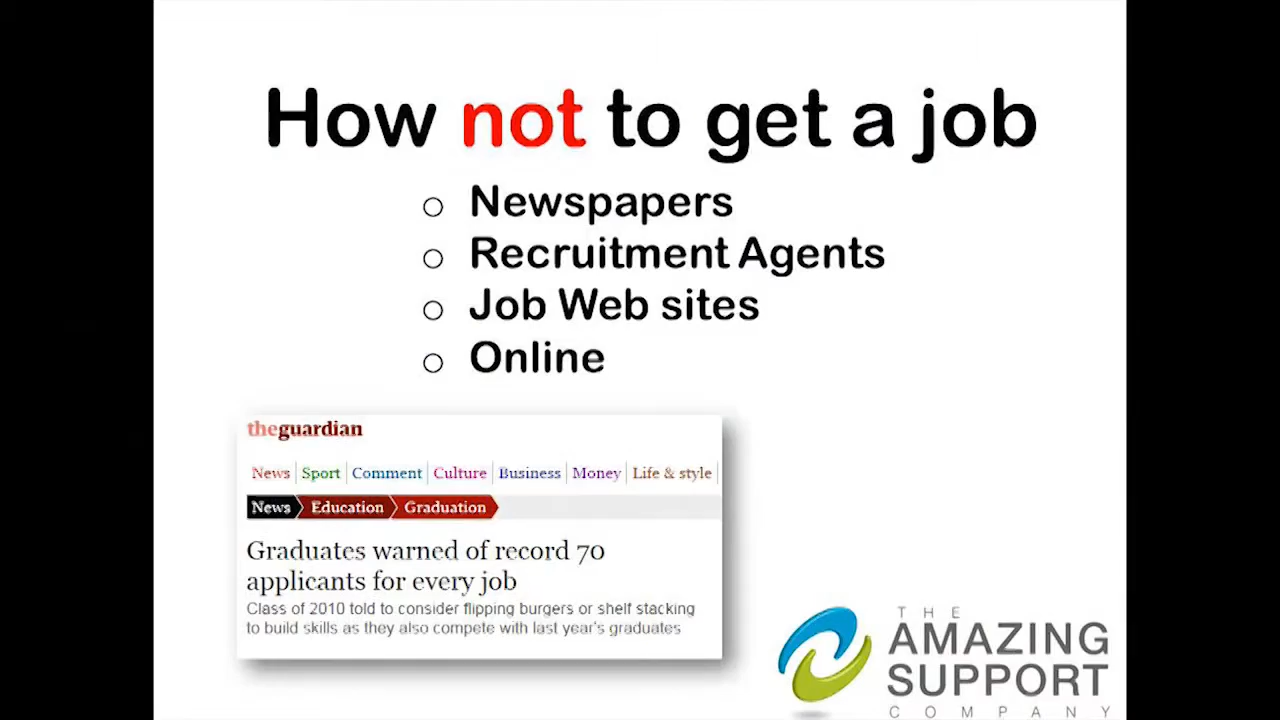 How not to get a job
Newspapers
Recruitment Agents
Job Web sites
Online
theguardian
News Sport Comment Culture Business Money Life & style
News Education Graduation
Graduates warned of record 70
applicants for every job
Class of 2010 told to consider flipping burgers or shelf stacking
to build skills as they also compete with last year's graduates
THE
AMAZING
SUPPORT
COMPANY